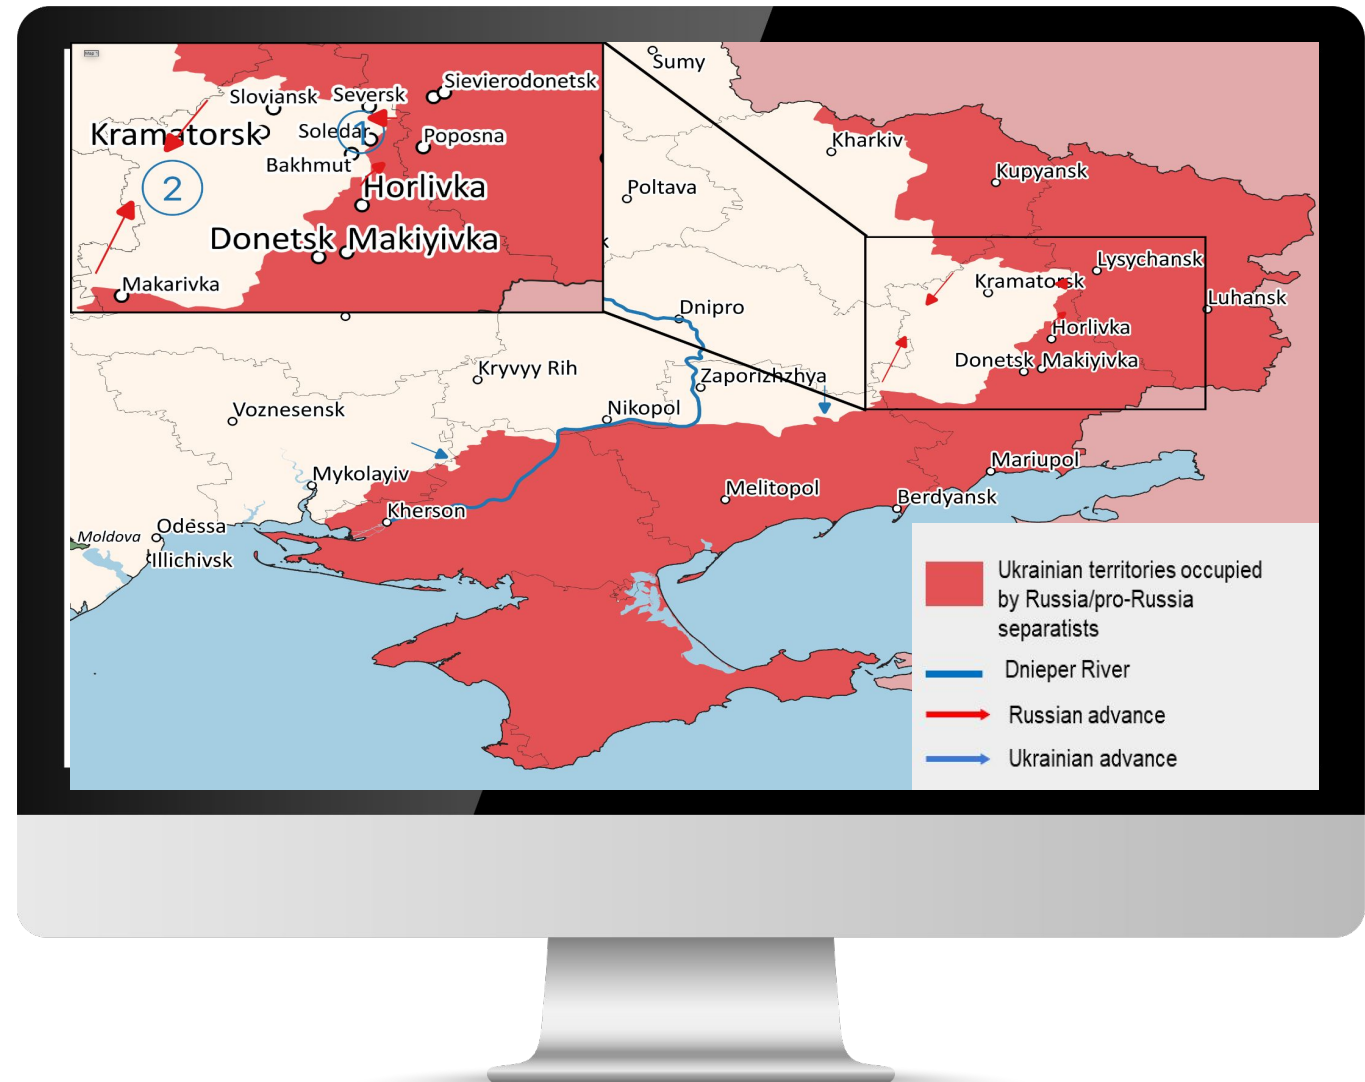 Sloviansk
Seversk
Sievierodonetsk
Kramatorsk
Soledar
1
Poposna
Bakhmut
2
Horlivka
Donetsk
Makiyivka
Makarivka
Sumy
Kharkiv
Poltava
Kupyansk
Lysychansk
Kramatorsk
Luhansk
Dnipro
Horlivka
Donetsk
Makiyivka
Kryvyy Rih
Zaporizhzhya
Voznesensk
Nikopol
Mykolayiv
Mariupol
Melitopol
Berdyansk
Kherson
Odessa
Moldova
Illichivsk
Ukrainian territories occupied
by Russia/pro-Russia
separatists
Dnieper River
Russian advance
Ukrainian advance